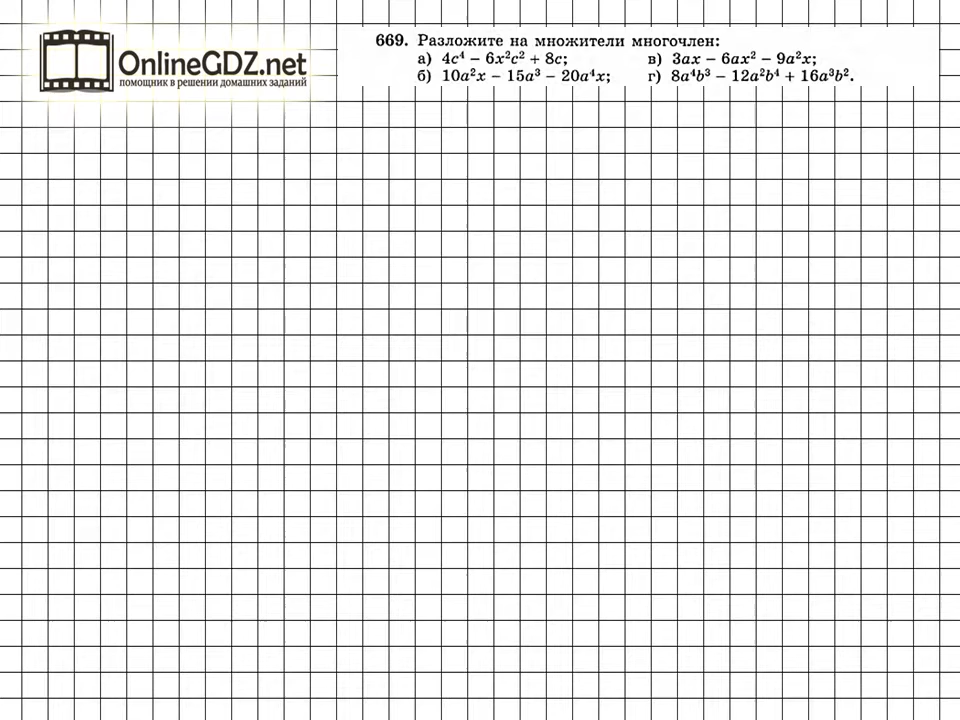 OnlineGDZ.net
помощник в решении домашних заданий
669. Разложите на множители многочлен:
а) 4c⁴ − 6x²c² + 8c;
в) 3ax − 6ax² − 9a²x;
б) 10a²x − 15a³ − 20a⁴x;
г) 8a⁴b³ − 12a²b⁴ + 16a³b².